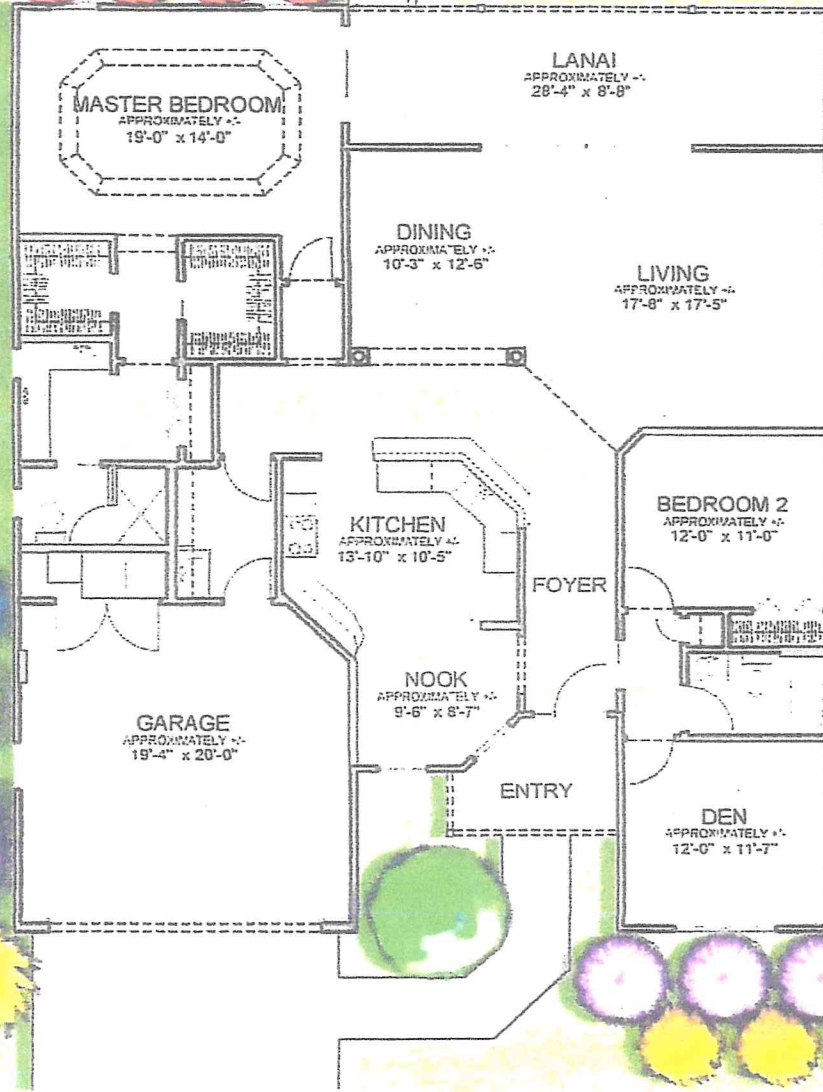 LANAI
APPROXIMATELY +/-
28'-4" x 8'-8"
MASTER BEDROOM
APPROXIMATELY +/-
19'-0" x 14'-0"
DINING
APPROXIMATELY +/-
10'-3" x 12'-6"
LIVING
APPROXIMATELY +/-
17'-8" x 17'-5"
BEDROOM 2
APPROXIMATELY +/-
12'-0" x 11'-0"
KITCHEN
APPROXIMATELY +/-
13'-10" x 10'-5"
FOYER
NOOK
APPROXIMATELY +/-
9'-6" x 8'-7"
GARAGE
APPROXIMATELY +/-
19'-4" x 20'-0"
ENTRY
DEN
APPROXIMATELY +/-
12'-0" x 11'-7"